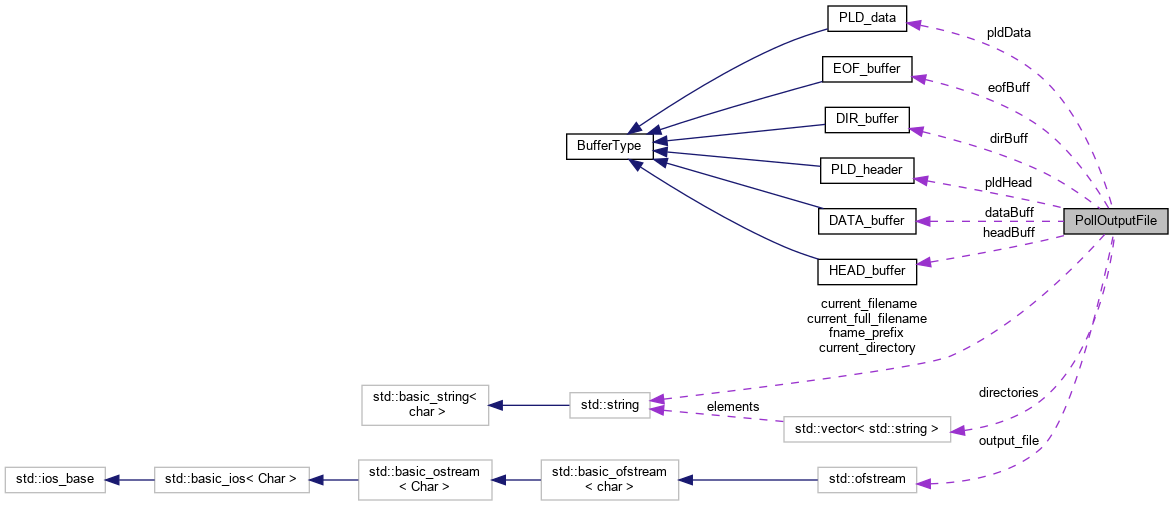 PLD_data
pldData
EOF_buffer
eofBuff
DIR_buffer
dirBuff
BufferType
PLD_header
pldHead
DATA_buffer
dataBuff
PollOutputFile
headBuff
HEAD_buffer
current_filename
current_full_filename
fname_prefix
current_directory
std::basic_string<
char >
std::string
elements
directories
std::vector< std::string >
output_file
std::ios_base
std::basic_ios< Char >
std::basic_ostream
< Char >
std::basic_ofstream
< char >
std::ofstream